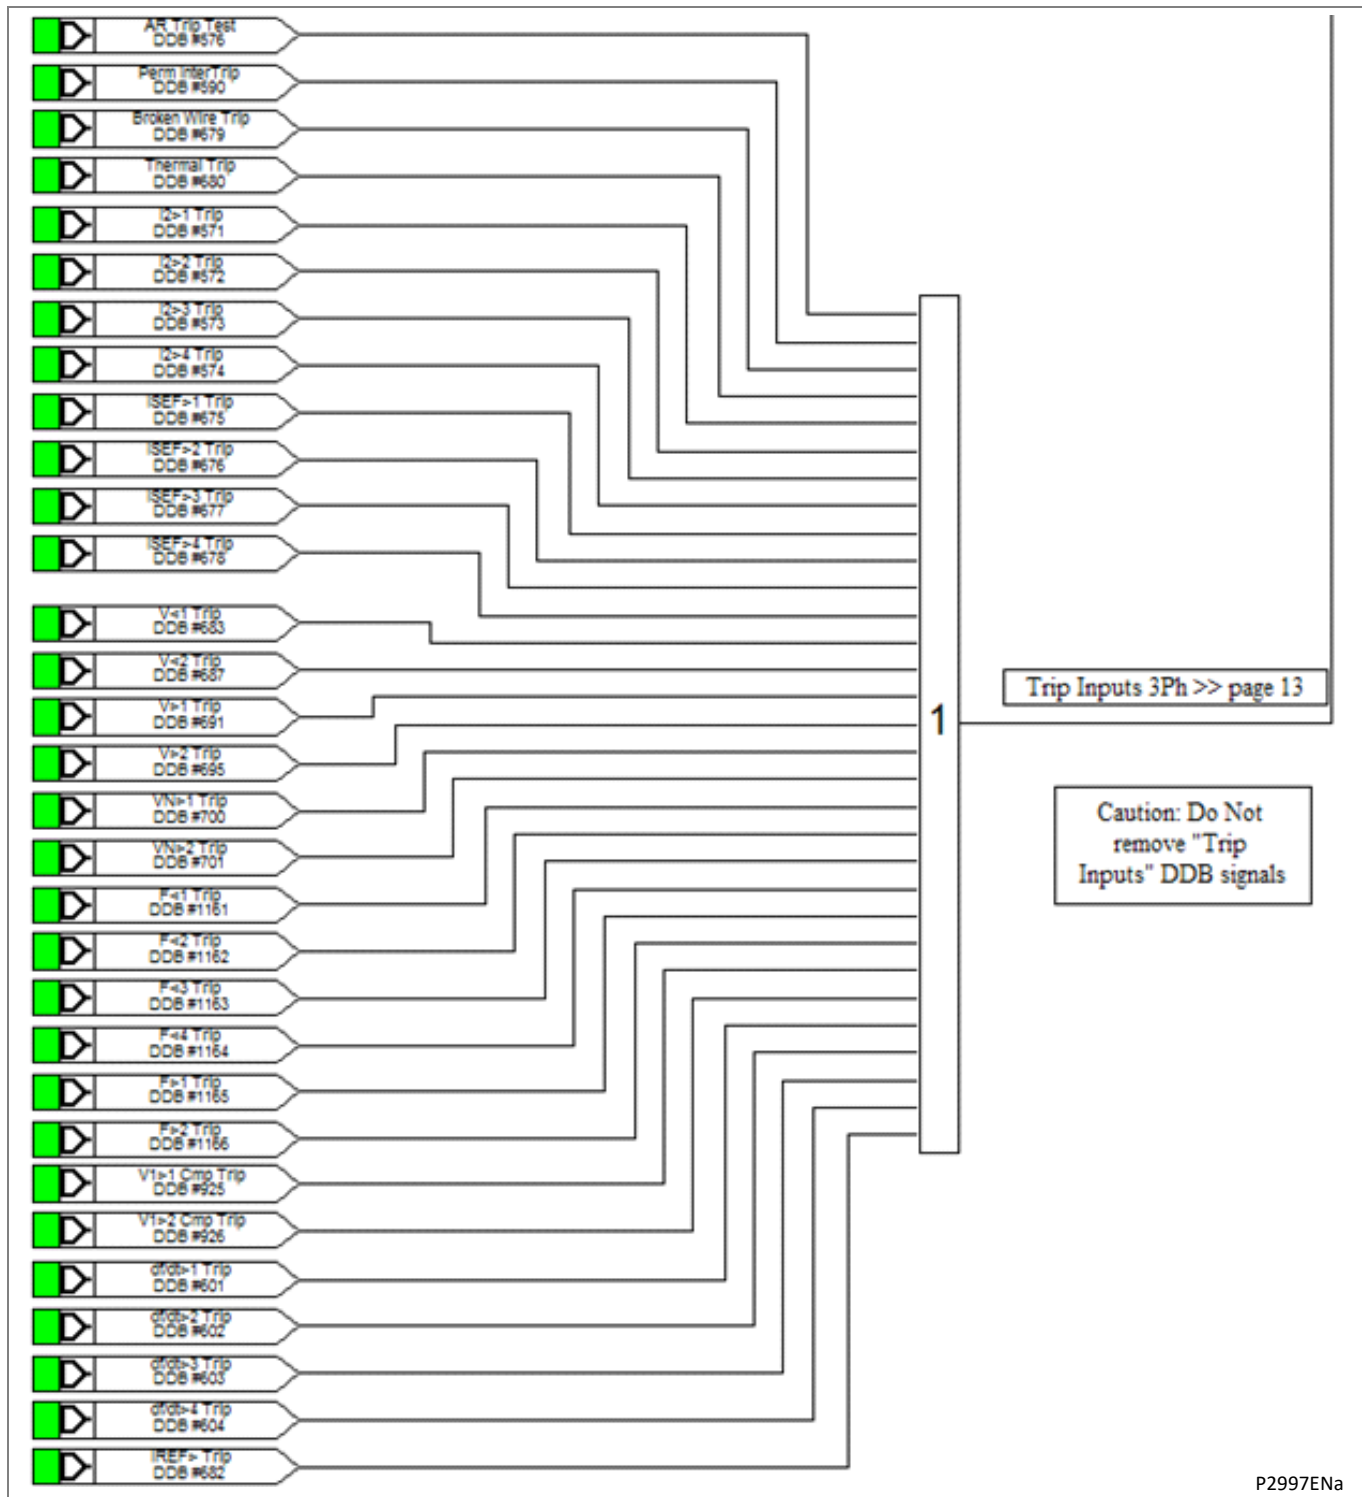 AR Trip Test
DDB #576
Perm InterTrip
DDB #590
Broken Wire Trip
DDB #679
Thermal Trip
DDB #680
I2>1 Trip
DDB #571
I2>2 Trip
DDB #572
I2>3 Trip
DDB #573
I2>4 Trip
DDB #574
ISEF>1 Trip
DDB #675
ISEF>2 Trip
DDB #676
ISEF>3 Trip
DDB #677
ISEF>4 Trip
DDB #678
V<1 Trip
DDB #683
V<2 Trip
DDB #687
V>1 Trip
DDB #691
V>2 Trip
DDB #695
VN>1 Trip
DDB #700
VN>2 Trip
DDB #701
F<1 Trip
DDB #1161
F<2 Trip
DDB #1162
F<3 Trip
DDB #1163
F<4 Trip
DDB #1164
F>1 Trip
DDB #1165
F>2 Trip
DDB #1166
V1>1 Cmp Trip
DDB #925
V1>2 Cmp Trip
DDB #926
df/dt>1 Trip
DDB #601
df/dt>2 Trip
DDB #602
df/dt>3 Trip
DDB #603
df/dt>4 Trip
DDB #604
IREF> Trip
DDB #682
1
Trip Inputs 3Ph >> page 13
Caution: Do Not
remove "Trip
Inputs" DDB signals
P2997ENa